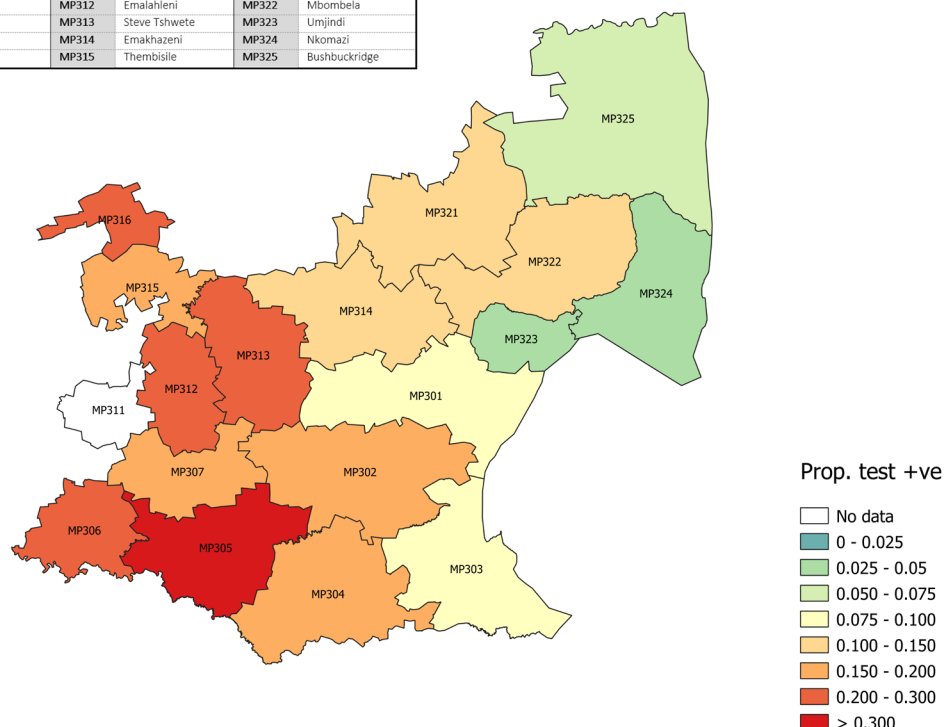 MP312 Emalahleni MP322 Mbombela
MP313 Steve Tshwete MP323 Umjindi
MP314 Emakhazeni MP324 Nkomazi
MP315 Thembisile MP325 Bushbuckridge
MP325
MP316
MP321
MP322
MP315
MP324
MP314
MP323
MP313
MP312
MP301
MP311
MP307
MP302
MP306
MP305
MP303
MP304
Prop. test +ve
No data
0 - 0.025
0.025 - 0.05
0.050 - 0.075
0.075 - 0.100
0.100 - 0.150
0.150 - 0.200
0.200 - 0.300
> 0.300